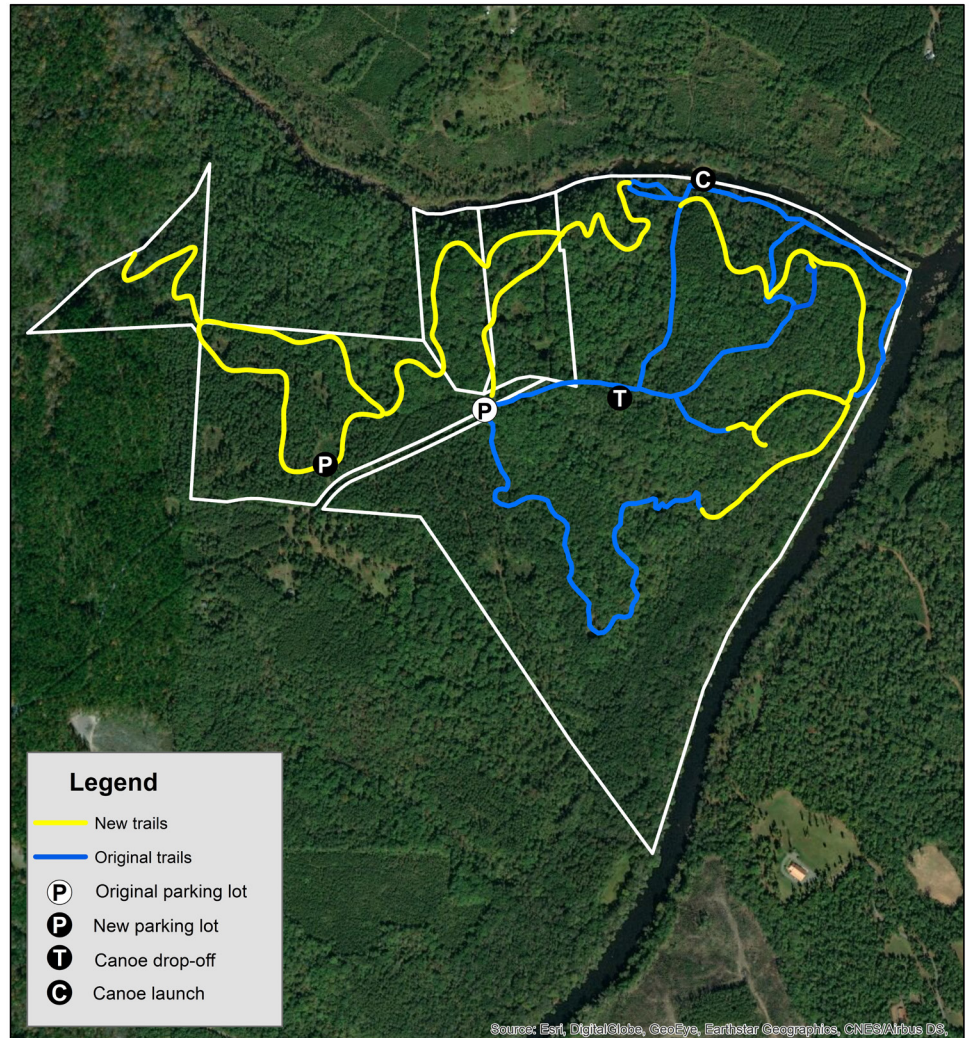 C
T
P
P
Legend
New trails
Original trails
P Original parking lot
P New parking lot
T Canoe drop-off
C Canoe launch
Source: Esri, DigitalGlobe, GeoEye, Earthstar Geographics, CNES/Airbus DS,